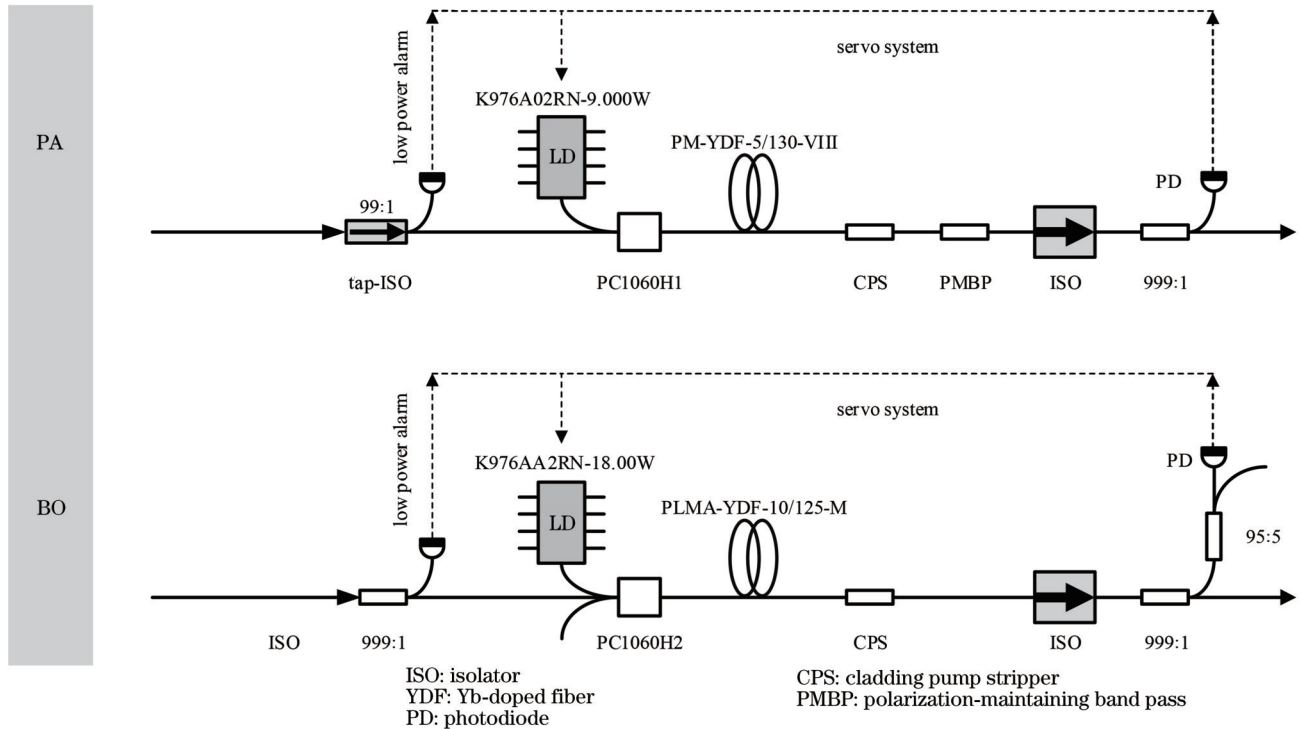 servo system
low power alarm
K976A02RN-9.000W
PA
LD
PM-YDF-5/130-VIII
PD
99:1
tap-ISO
PC1060H1
CPS
PMBP
ISO
999:1
servo system
low power alarm
K976AA2RN-18.00W
PD
BO
LD
PLMA-YDF-10/125-M
95:5
ISO
999:1
PC1060H2
CPS
ISO
999:1
ISO: isolator
YDF: Yb-doped fiber
PD: photodiode
CPS: cladding pump stripper
PMBP: polarization-maintaining band pass